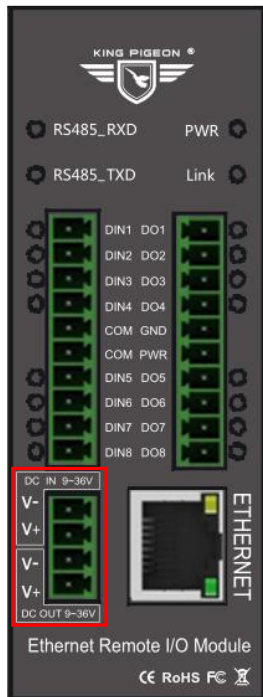 KING PIGEON ®
RS485_RXD PWR
RS485_TXD Link
DIN1 DO1
DIN2 DO2
DIN3 DO3
DIN4 DO4
COM GND
COM PWR
DIN5 DO5
DIN6 DO6
DIN7 DO7
DIN8 DO8
DC IN 9~36V
V-
V+
V-
V+
DC OUT 9~36V
ETHERNET
Ethernet Remote I/O Module
CE RoHS FC